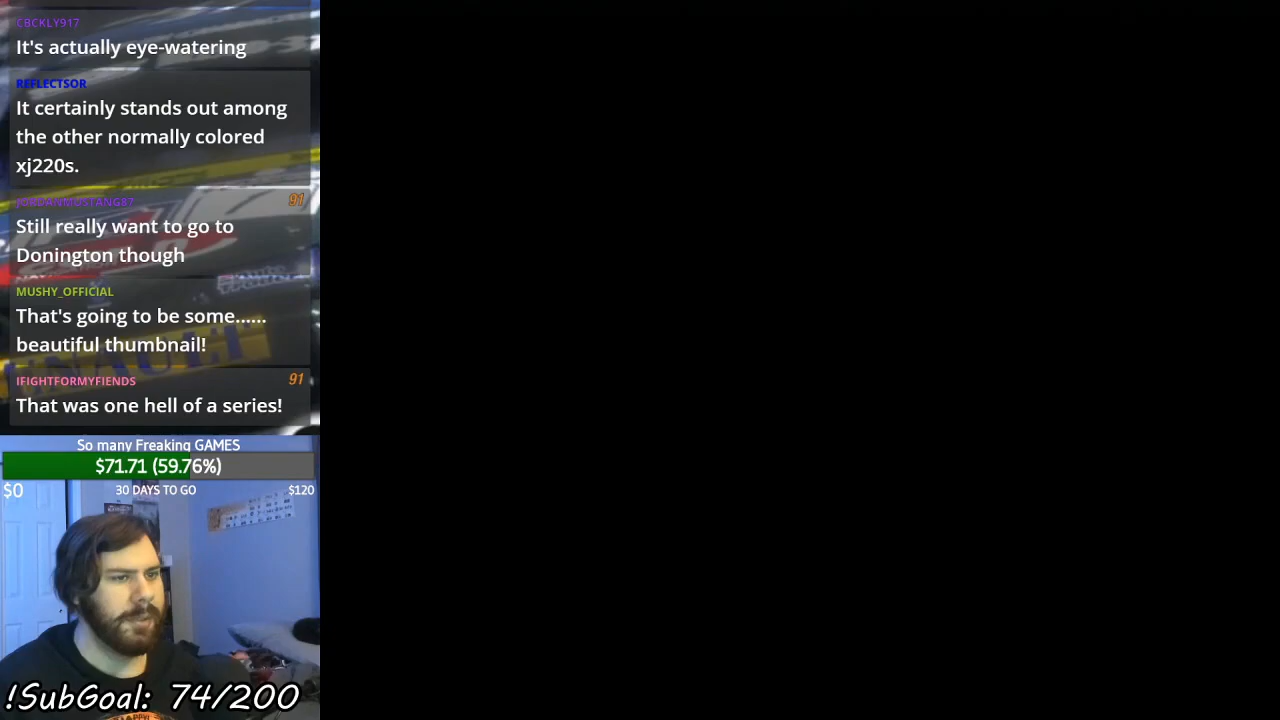 CBCKLY917
It's actually eye-watering
REFLECTSOR
It certainly stands out among
the other normally colored
xj220s.
JORDANMUSTANG87 91
Still really want to go to
Donington though
MUSHY_OFFICIAL
That's going to be some......
beautiful thumbnail!
IFIGHTFORMYFIENDS 91
That was one hell of a series!
So many Freaking GAMES
$71.71 (59.76%)
$0 30 DAYS TO GO $120
!SubGoal: 74/200